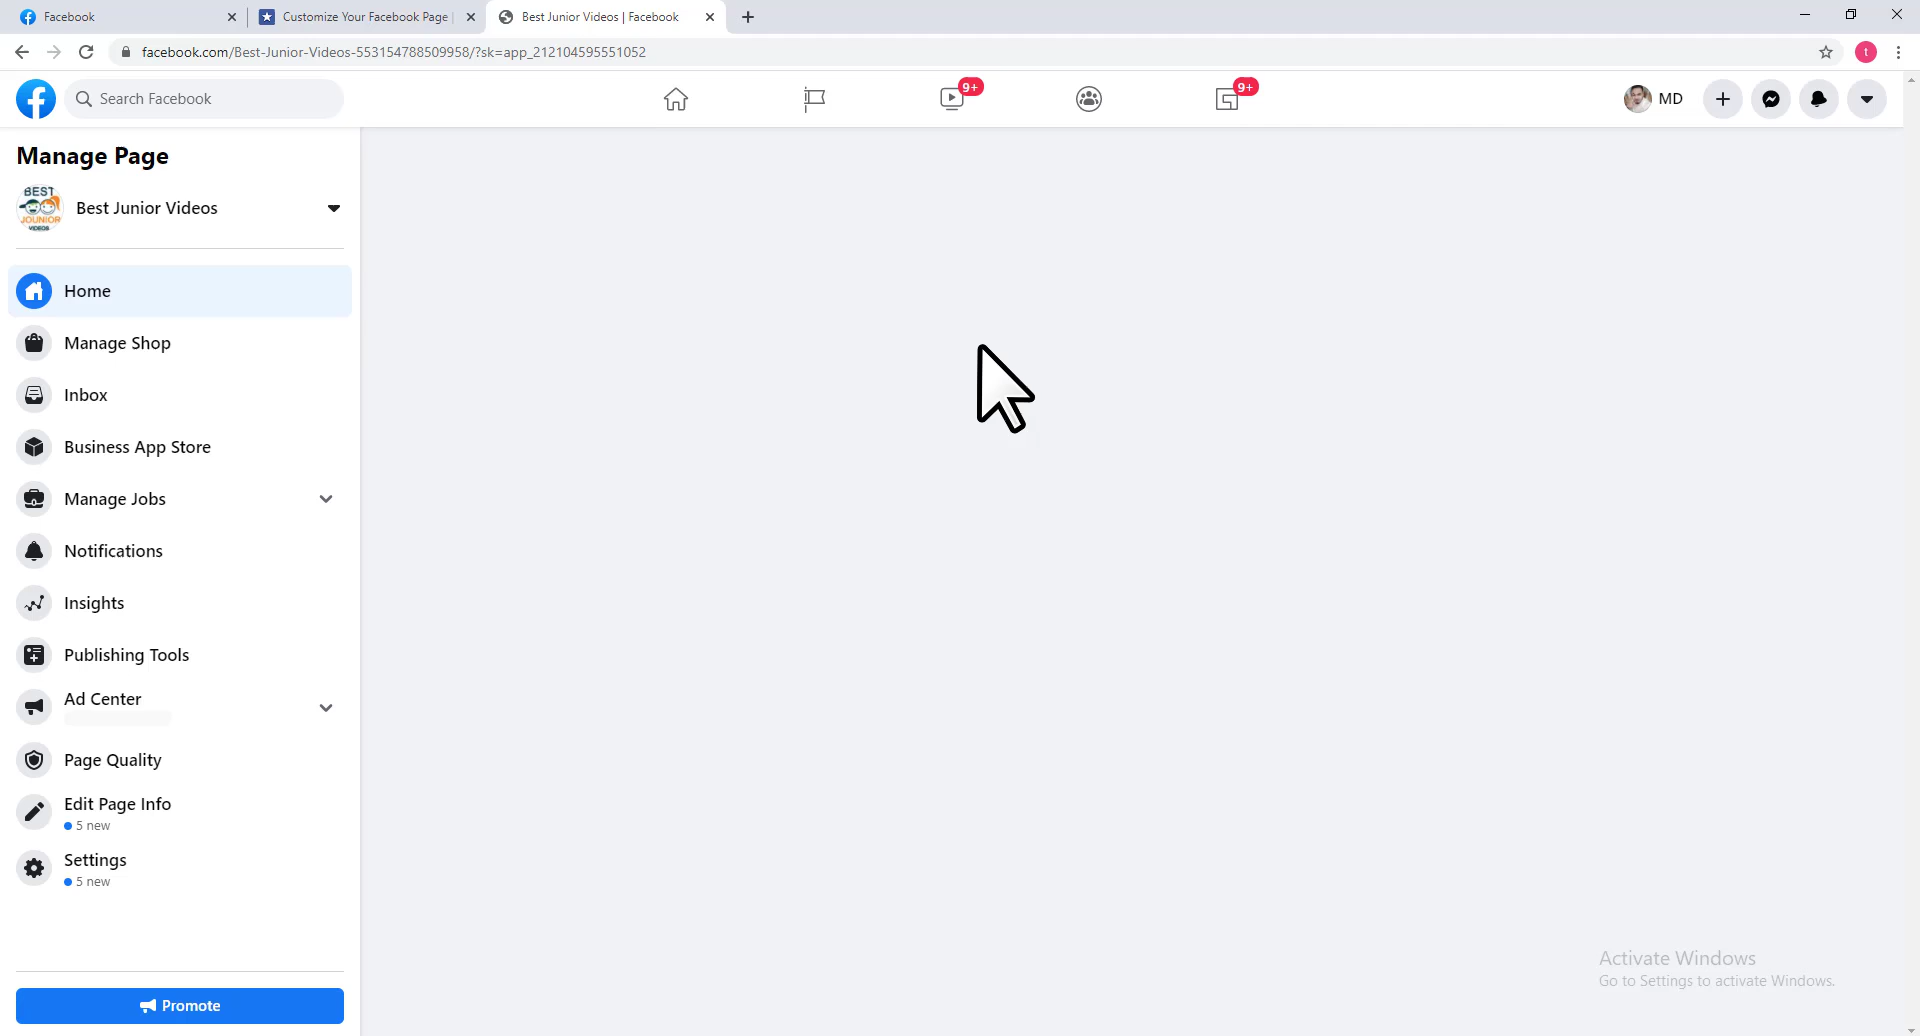 Facebook
Customize Your Facebook Page |
Best Junior Videos | Facebook
facebook.com/Best-Junior-Videos-553154788509958/?sk=app_212104595551052
t
Search Facebook
9+
9+
MD
Manage Page
BEST
JOUNIOR
VIDEOS
Best Junior Videos
Home
Manage Shop
Inbox
Business App Store
Manage Jobs
Notifications
Insights
Publishing Tools
Ad Center
Page Quality
Edit Page Info
5 new
Settings
5 new
Promote
Activate Windows
Go to Settings to activate Windows.